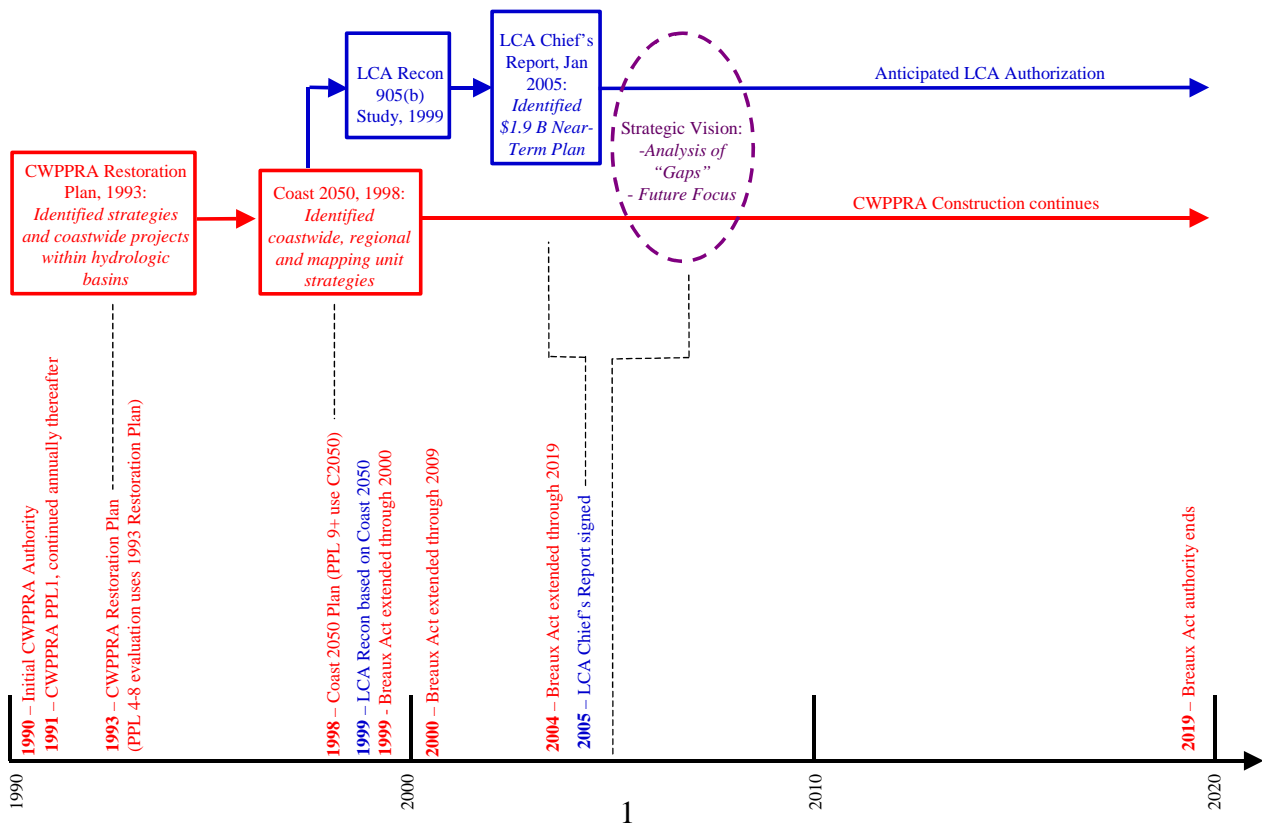 LCA Recon
905(b)
Study, 1999
LCA Chief’s
Report, Jan
2005:
Identified
$1.9 B Near-
Term Plan
Anticipated LCA Authorization
Strategic Vision:
-Analysis of
“Gaps”
- Future Focus
CWPPRA Restoration
Plan, 1993:
Identified strategies
and coastwide projects
within hydrologic
basins
Coast 2050, 1998:
Identified
coastwide, regional
and mapping unit
strategies
CWPPRA Construction continues
1990 – Initial CWPPRA Authority
1991 – CWPPRA PPL1, continued annually thereafter
1993 – CWPPRA Restoration Plan
(PPL 4-8 evaluation uses 1993 Restoration Plan)
1998 – Coast 2050 Plan (PPL 9+ use C2050)
1999 – LCA Recon based on Coast 2050
1999 - Breaux Act extended through 2000
2000 – Breaux Act extended through 2009
2004 – Breaux Act extended through 2019
2005 – LCA Chief’s Report signed
2019 – Breaux Act authority ends
1990
2000
2010
2020
1